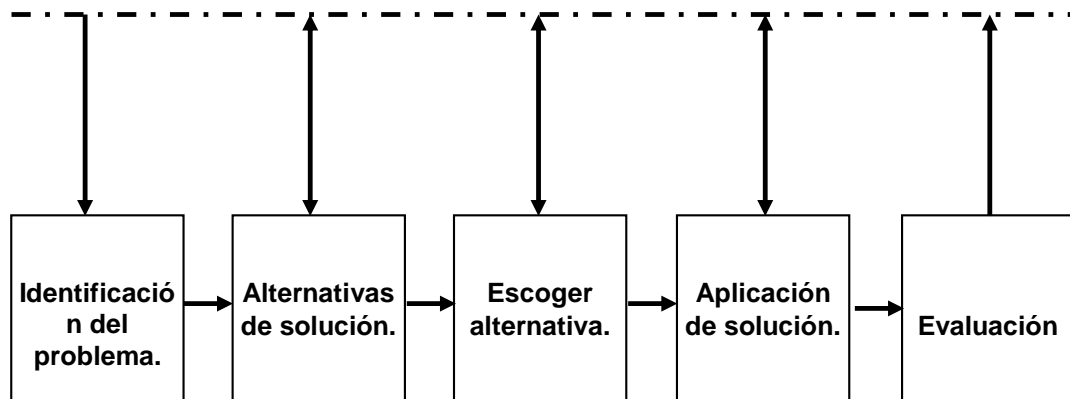 Identificació
n del
problema.
Alternativas
de solución.
Escoger
alternativa.
Aplicación
de solución.
Evaluación